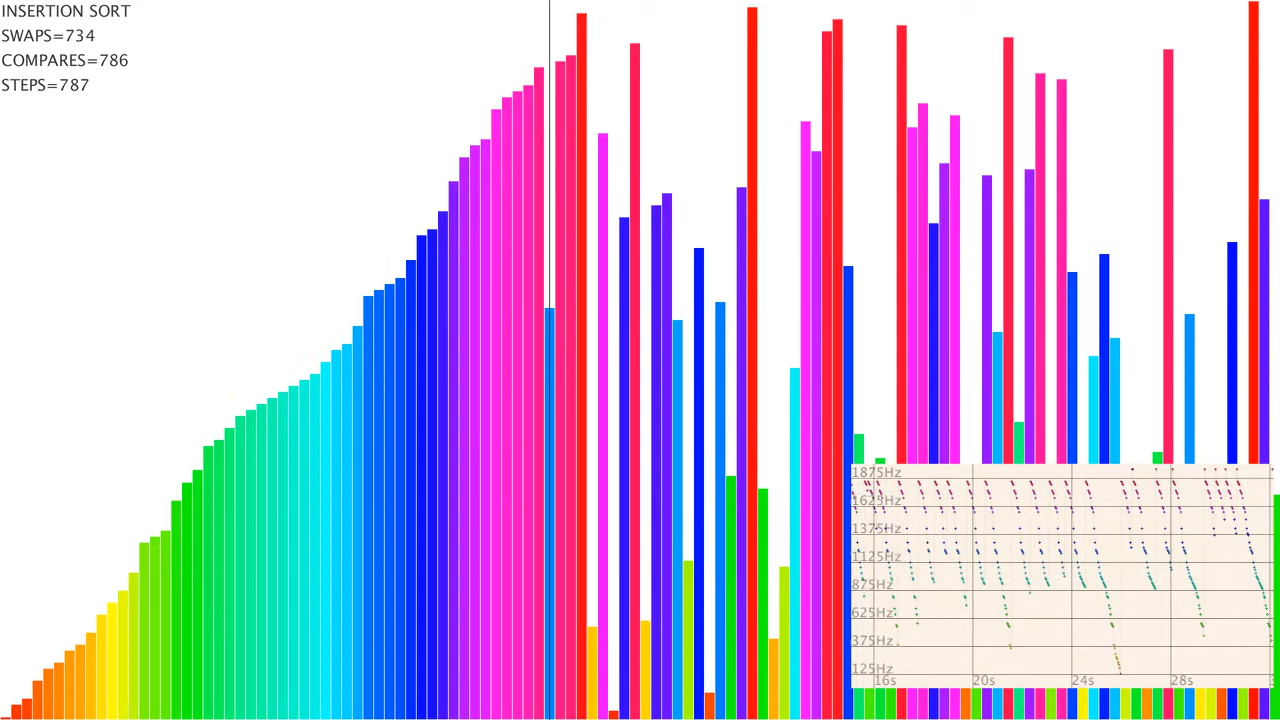 INSERTION SORT
SWAPS=734
COMPARES=786
STEPS=787
1875Hz
1625Hz
1375Hz
1125Hz
875Hz
625Hz
375Hz
125Hz
16s 20s 24s 28s